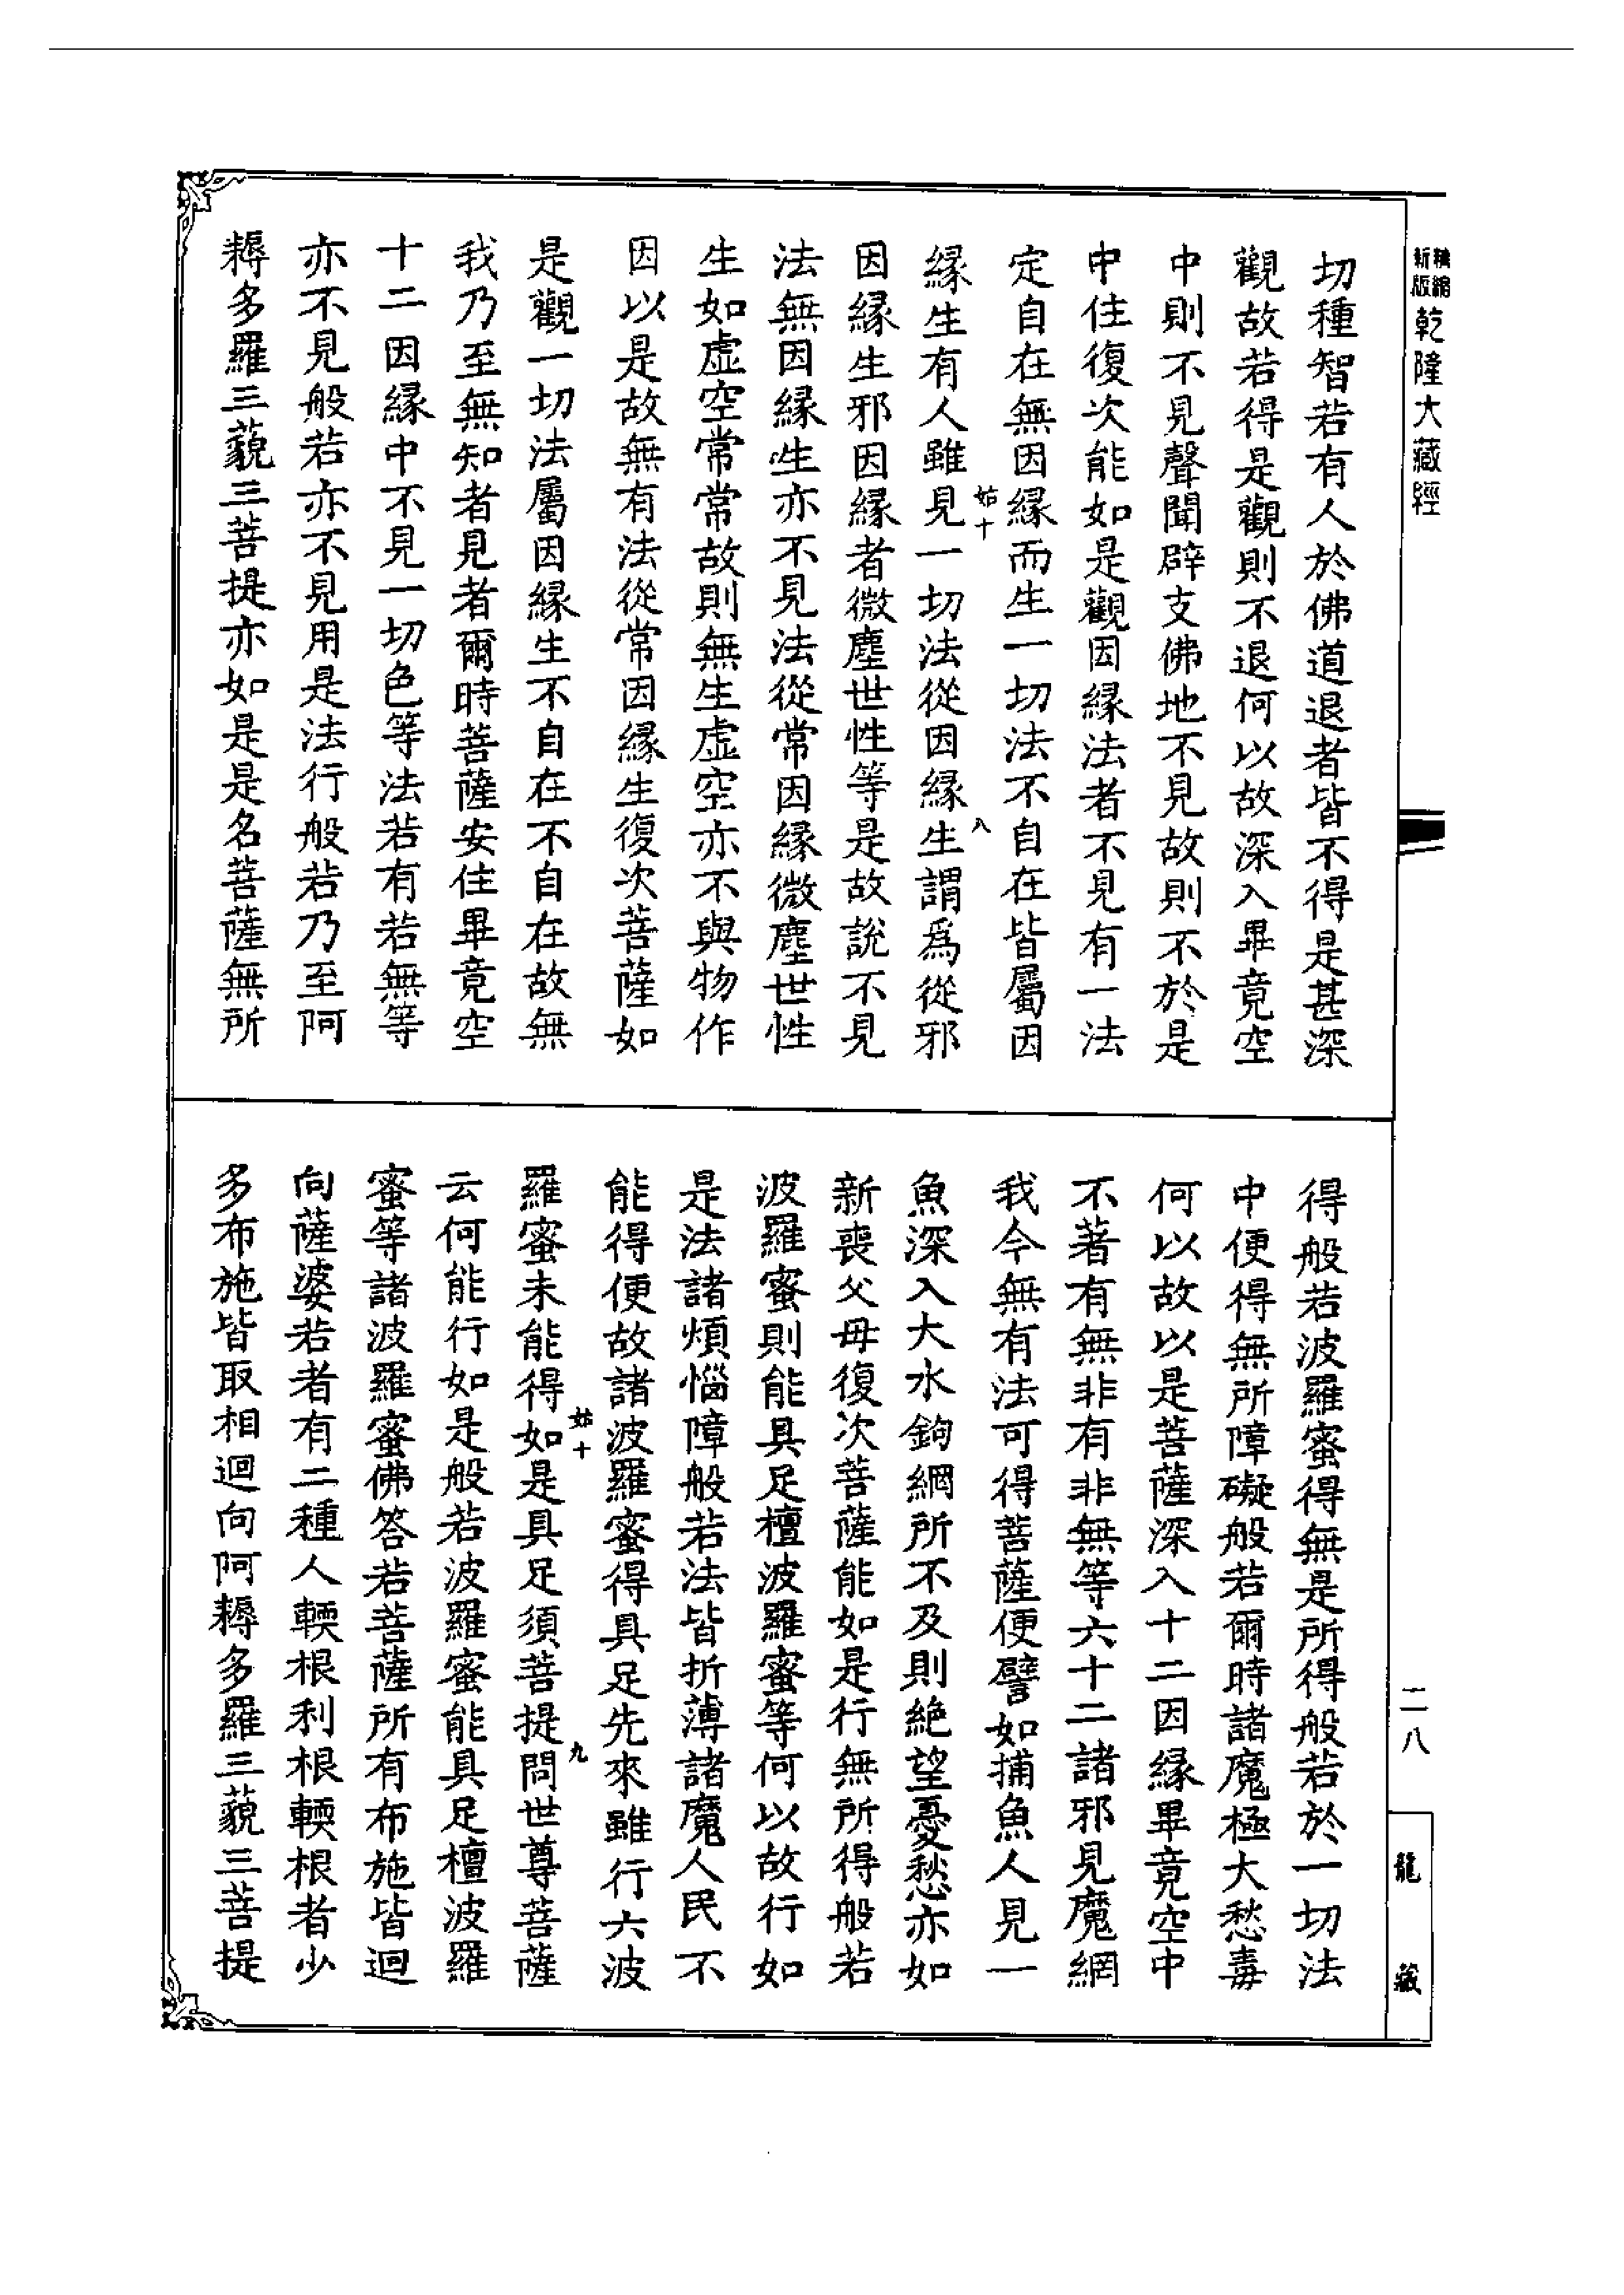 精縮新版 乾隆大藏經
切種智若有人於佛道退者皆不得是甚深
觀故若得是觀則不退何以故深入畢竟空
中則不見聲聞辟支佛地不見故則不於是
中住復次能如是觀因緣法者不見有一法
定自在無因緣而生一切法不自在皆屬因
姑十 八
緣生有人雖見一切法從因緣生謂為從邪
因緣生邪因緣者微塵世性等是故說不見
法無因緣生亦不見法從常因緣微塵世性
生如虛空常常故則無生虛空亦不與物作
因以是故無有法從常因緣生復次菩薩如
是觀一切法屬因緣生不自在不自在故無
我乃至無知者見者爾時菩薩安住畢竟空
十二因緣中不見一切色等法若有若無等
亦不見般若亦不見用是法行般若乃至阿
耨多羅三藐三菩提亦如是是名菩薩無所
得般若波羅蜜得無是所得般若於一切法
中便得無所障礙般若爾時諸魔極大愁毒
何以故以是菩薩深入十二因緣畢竟空中
不著有無非有非無等六十二諸邪見魔網
我今無有法可得菩薩便譬如捕魚人見一
魚深入大水鉤網所不及則絕望憂愁亦如
新喪父母復次菩薩能如是行無所得般若
波羅蜜則能具足檀波羅蜜等何以故行如
是法諸煩惱障般若法皆折薄諸魔人民不
能得便故諸波羅蜜得具足先來雖行六波
姑十 九
羅蜜未能得如是具足須菩提問世尊菩薩
云何能行如是般若波羅蜜能具足檀波羅
蜜等諸波羅蜜佛答若菩薩所有布施皆迴
向薩婆若者有二種人輭根利根輭根者少
多布施皆取相迴向阿耨多羅三藐三菩提
二八
龍藏